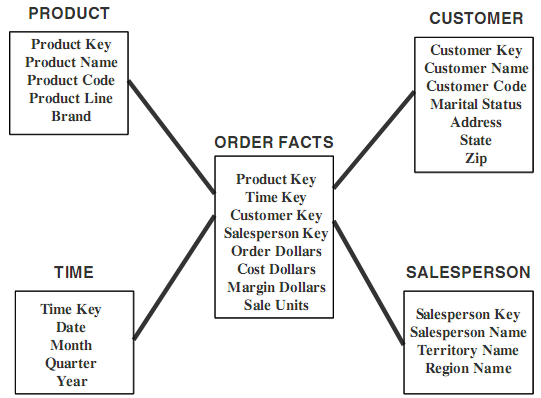 PRODUCT
Product Key
Product Name
Product Code
Product Line
Brand
CUSTOMER
Customer Key
Customer Name
Customer Code
Marital Status
Address
State
Zip
ORDER FACTS
Product Key
Time Key
Customer Key
Salesperson Key
Order Dollars
Cost Dollars
Margin Dollars
Sale Units
TIME
Time Key
Date
Month
Quarter
Year
SALESPERSON
Salesperson Key
Salesperson Name
Territory Name
Region Name